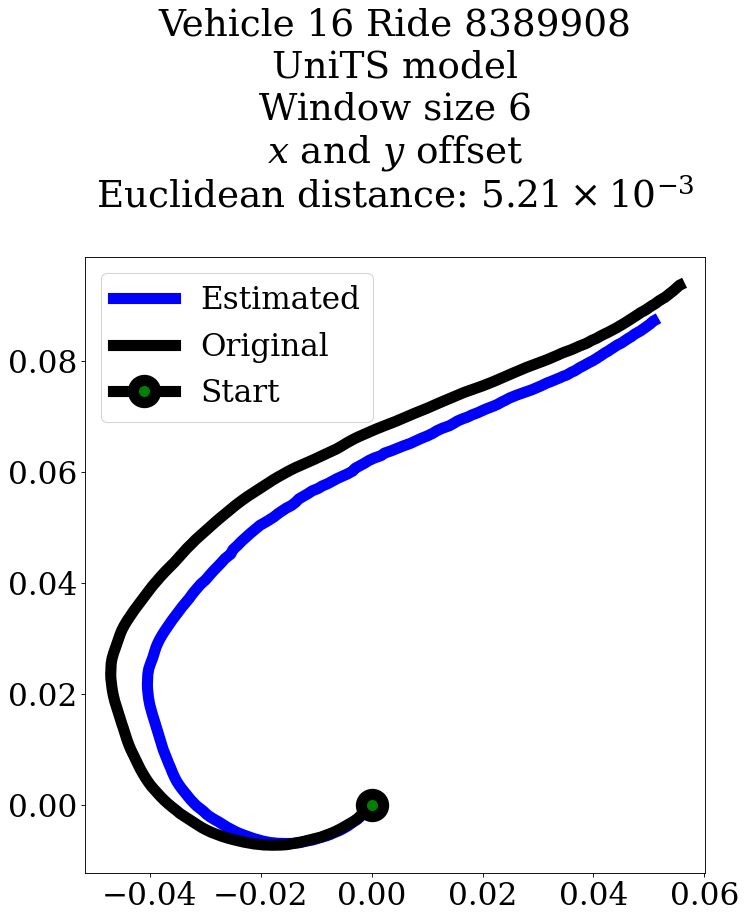 Vehicle 16 Ride 8389908
UniTS model
Window size 6
x and y offset
Euclidean distance: 5.21 × 10⁻³
Estimated
Original
Start
0.08
0.06
0.04
0.02
0.00
−0.04 −0.02 0.00 0.02 0.04 0.06